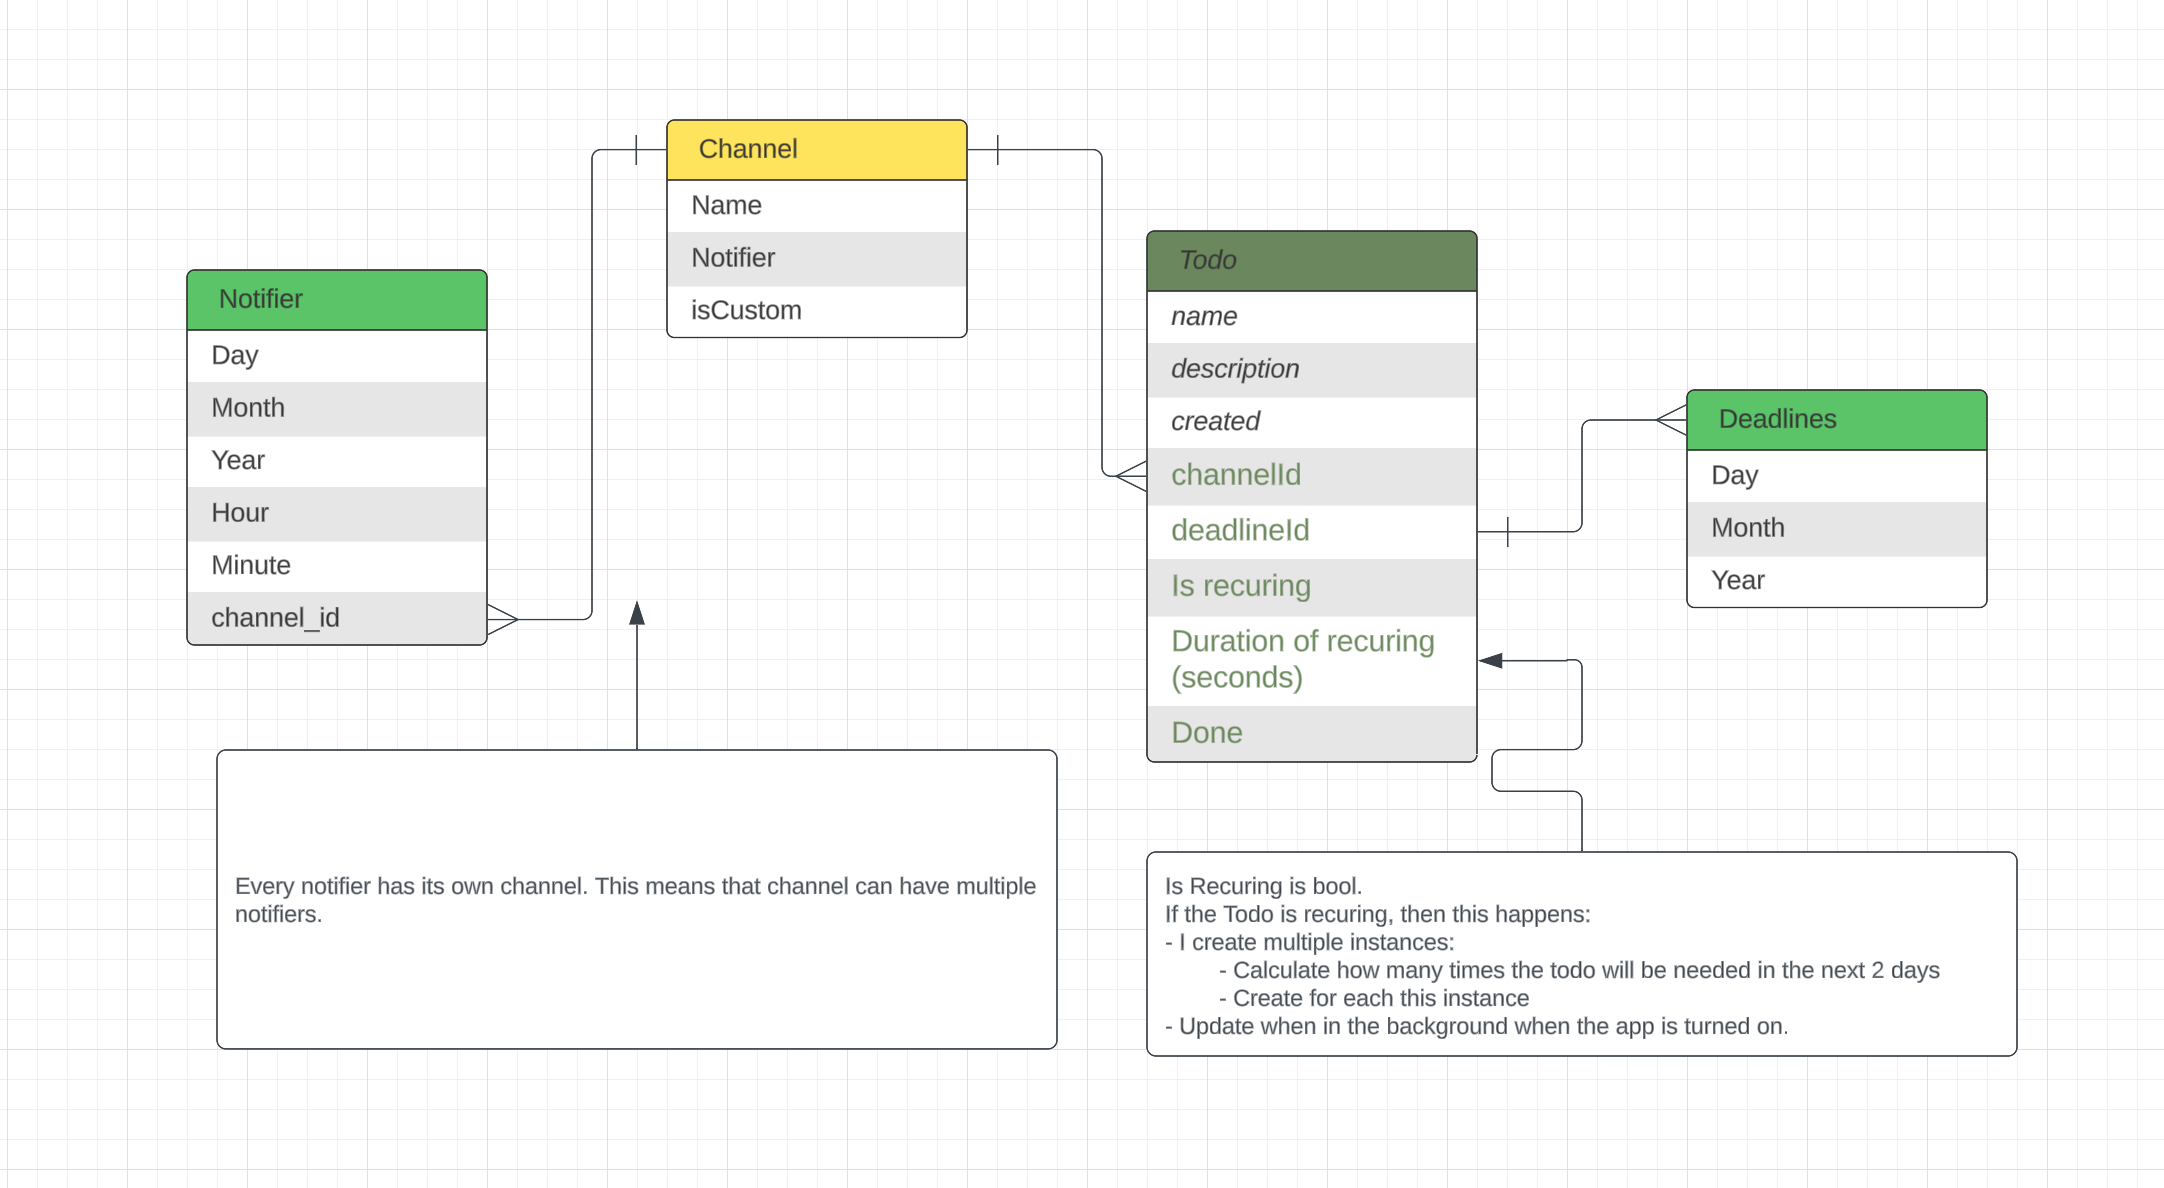 Channel
Name
Notifier
isCustom
Notifier
Day
Month
Year
Hour
Minute
channel_id
Todo
name
description
created
channelId
deadlineId
Is recuring
Duration of recuring
(seconds)
Done
Deadlines
Day
Month
Year
Every notifier has its own channel. This means that channel can have multiple
notifiers.
Is Recuring is bool.
If the Todo is recuring, then this happens:
- I create multiple instances:
- Calculate how many times the todo will be needed in the next 2 days
- Create for each this instance
- Update when in the background when the app is turned on.